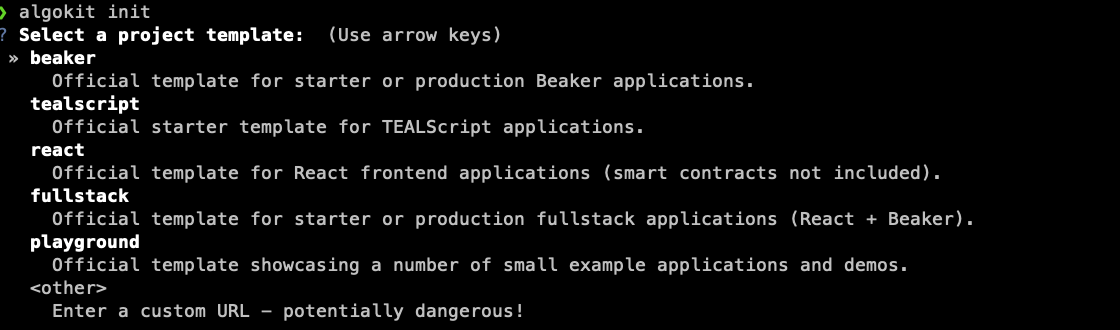 ❯ algokit init
? Select a project template:  (Use arrow keys)
» beaker
Official template for starter or production Beaker applications.
tealscript
Official starter template for TEALScript applications.
react
Official template for React frontend applications (smart contracts not included).
fullstack
Official template for starter or production fullstack applications (React + Beaker).
playground
Official template showcasing a number of small example applications and demos.
<other>
Enter a custom URL – potentially dangerous!